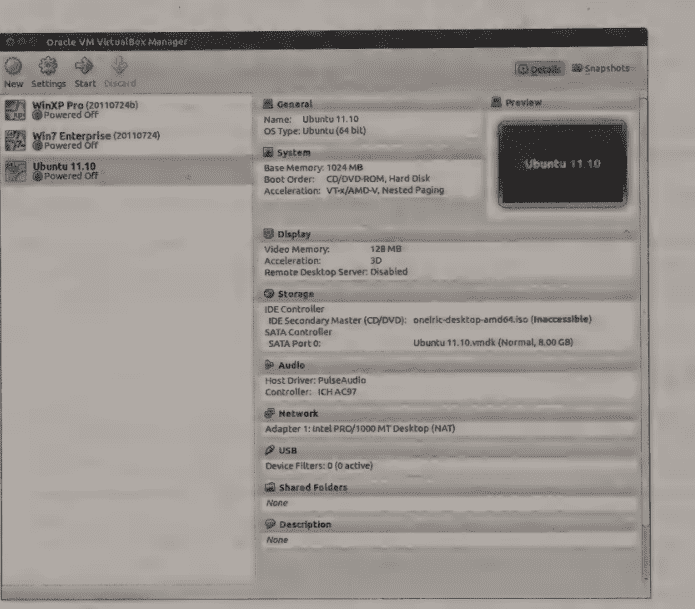 Oracle VM VirtualBox Manager
New Settings Start Discard
Details Snapshots
WinXP Pro (20110724b)
Powered Off
Win7 Enterprise (20110724)
Powered Off
Ubuntu 11.10
Powered Off
General
Name: Ubuntu 11.10
OS Type: Ubuntu (64 bit)
System
Base Memory: 1024 MB
Boot Order: CD/DVD-ROM, Hard Disk
Acceleration: VT-x/AMD-V, Nested Paging
Preview
Ubuntu 11.10
Display
Video Memory: 128 MB
Acceleration: 3D
Remote Desktop Server: Disabled
Storage
IDE Controller
IDE Secondary Master (CD/DVD): oneiric-desktop-amd64.iso (Inaccessible)
SATA Controller
SATA Port 0: Ubuntu 11.10.vmdk (Normal, 8.00 GB)
Audio
Host Driver: PulseAudio
Controller: ICH AC97
Network
Adapter 1: Intel PRO/1000 MT Desktop (NAT)
USB
Device Filters: 0 (0 active)
Shared Folders
None
Description
None